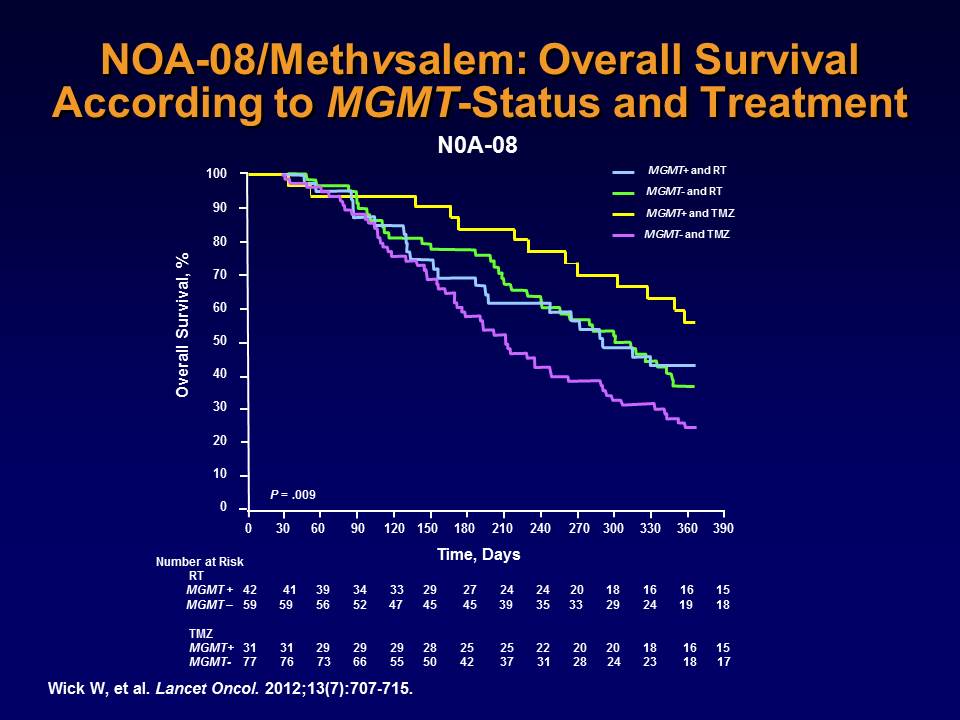 NOA-08/Methvsalem: Overall Survival
According to MGMT-Status and Treatment
N0A-08
MGMT+ and RT
MGMT- and RT
MGMT+ and TMZ
MGMT- and TMZ
Overall Survival, %
100
90
80
70
60
50
40
30
20
10
0
P = .009
0 30 60 90 120 150 180 210 240 270 300 330 360 390
Time, Days
Number at Risk
RT
MGMT + 42 41 39 34 33 29 27 24 24 20 18 16 16 15
MGMT – 59 59 56 52 47 45 45 39 35 33 29 24 19 18
TMZ
MGMT+ 31 31 29 29 29 28 25 25 22 20 20 18 16 15
MGMT- 77 76 73 66 55 50 42 37 31 28 24 23 18 17
Wick W, et al. Lancet Oncol. 2012;13(7):707-715.